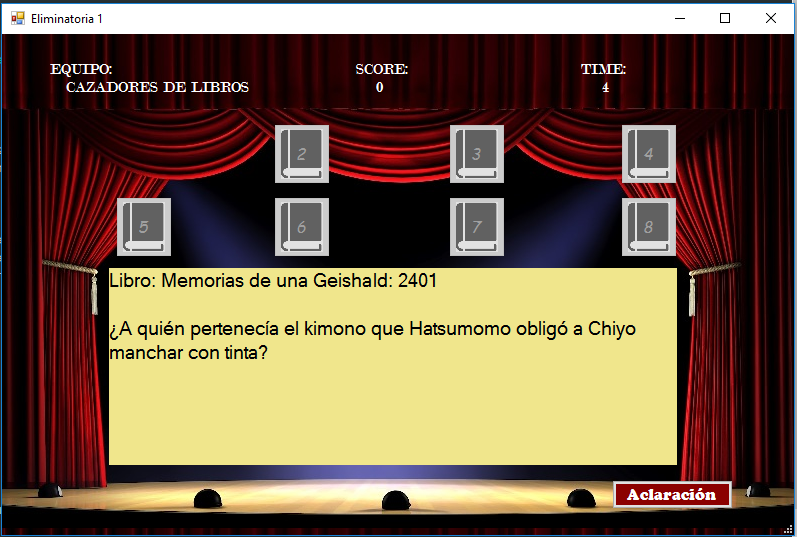 Eliminatoria 1
EQUIPO:
CAZADORES DE LIBROS
SCORE:
0
TIME:
4
2
3
4
5
6
7
8
Libro: Memorias de una GeishaId: 2401
¿A quién pertenecía el kimono que Hatsumomo obligó a Chiyo
manchar con tinta?
Aclaración